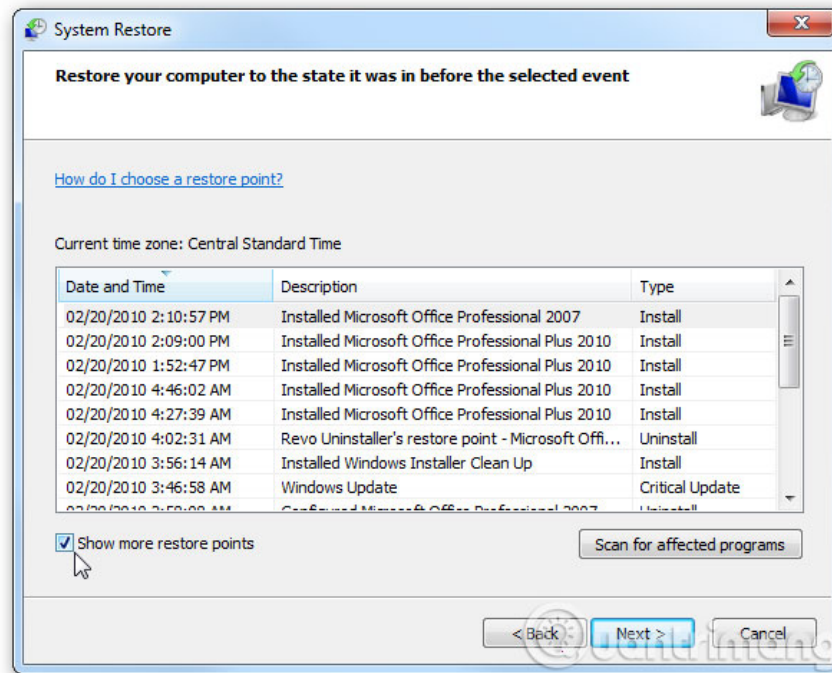 System Restore
Restore your computer to the state it was in before the selected event
How do I choose a restore point?
Current time zone: Central Standard Time
Date and Time Description Type
02/20/2010 2:10:57 PM Installed Microsoft Office Professional 2007 Install
02/20/2010 2:09:00 PM Installed Microsoft Office Professional Plus 2010 Install
02/20/2010 1:52:47 PM Installed Microsoft Office Professional Plus 2010 Install
02/20/2010 4:46:02 AM Installed Microsoft Office Professional Plus 2010 Install
02/20/2010 4:27:39 AM Installed Microsoft Office Professional Plus 2010 Install
02/20/2010 4:02:31 AM Revo Uninstaller's restore point - Microsoft Offi... Uninstall
02/20/2010 3:56:14 AM Installed Windows Installer Clean Up Install
02/20/2010 3:46:58 AM Windows Update Critical Update
Configured Microsoft Office Professional 2007 Uninstall
Show more restore points
Scan for affected programs
< Back Next > Cancel